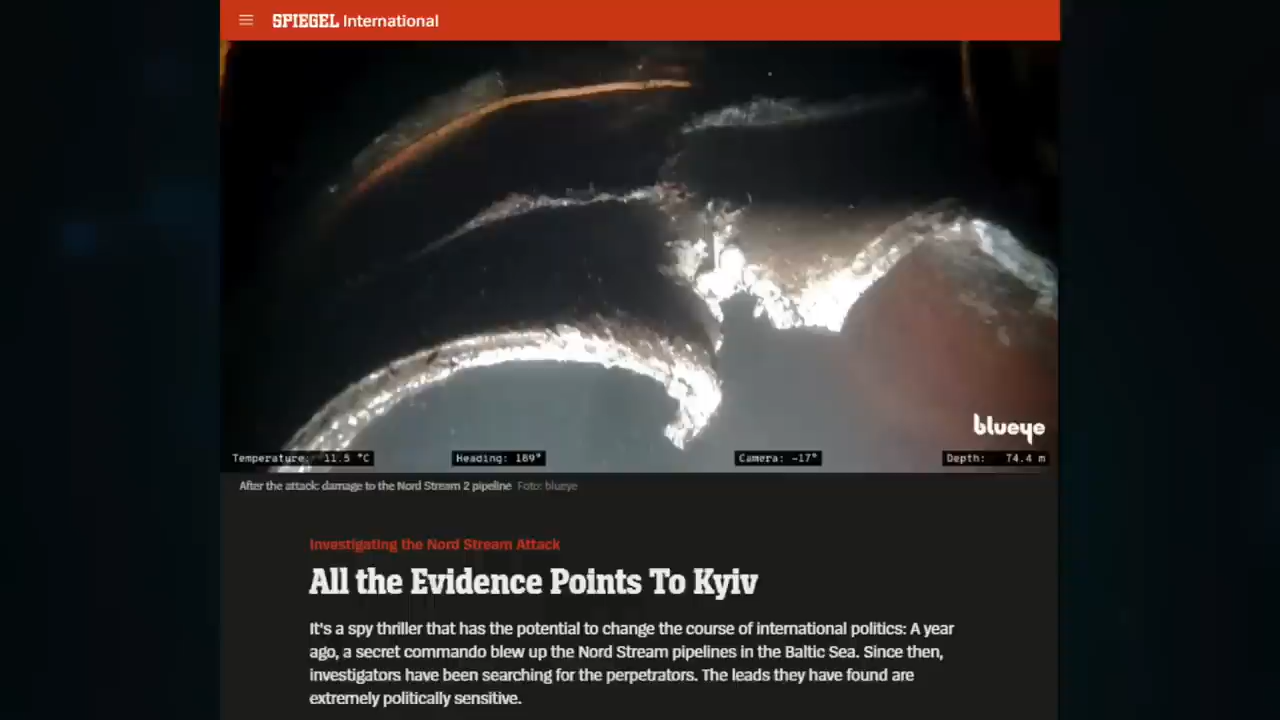 SPIEGEL International
blueye
Temperature: 11.5 °C
Heading: 189°
Camera: -17°
Depth: 74.4 m
After the attack: damage to the Nord Stream 2 pipeline Foto: blueye
Investigating the Nord Stream Attack
All the Evidence Points To Kyiv
It's a spy thriller that has the potential to change the course of international politics: A year
ago, a secret commando blew up the Nord Stream pipelines in the Baltic Sea. Since then,
investigators have been searching for the perpetrators. The leads they have found are
extremely politically sensitive.